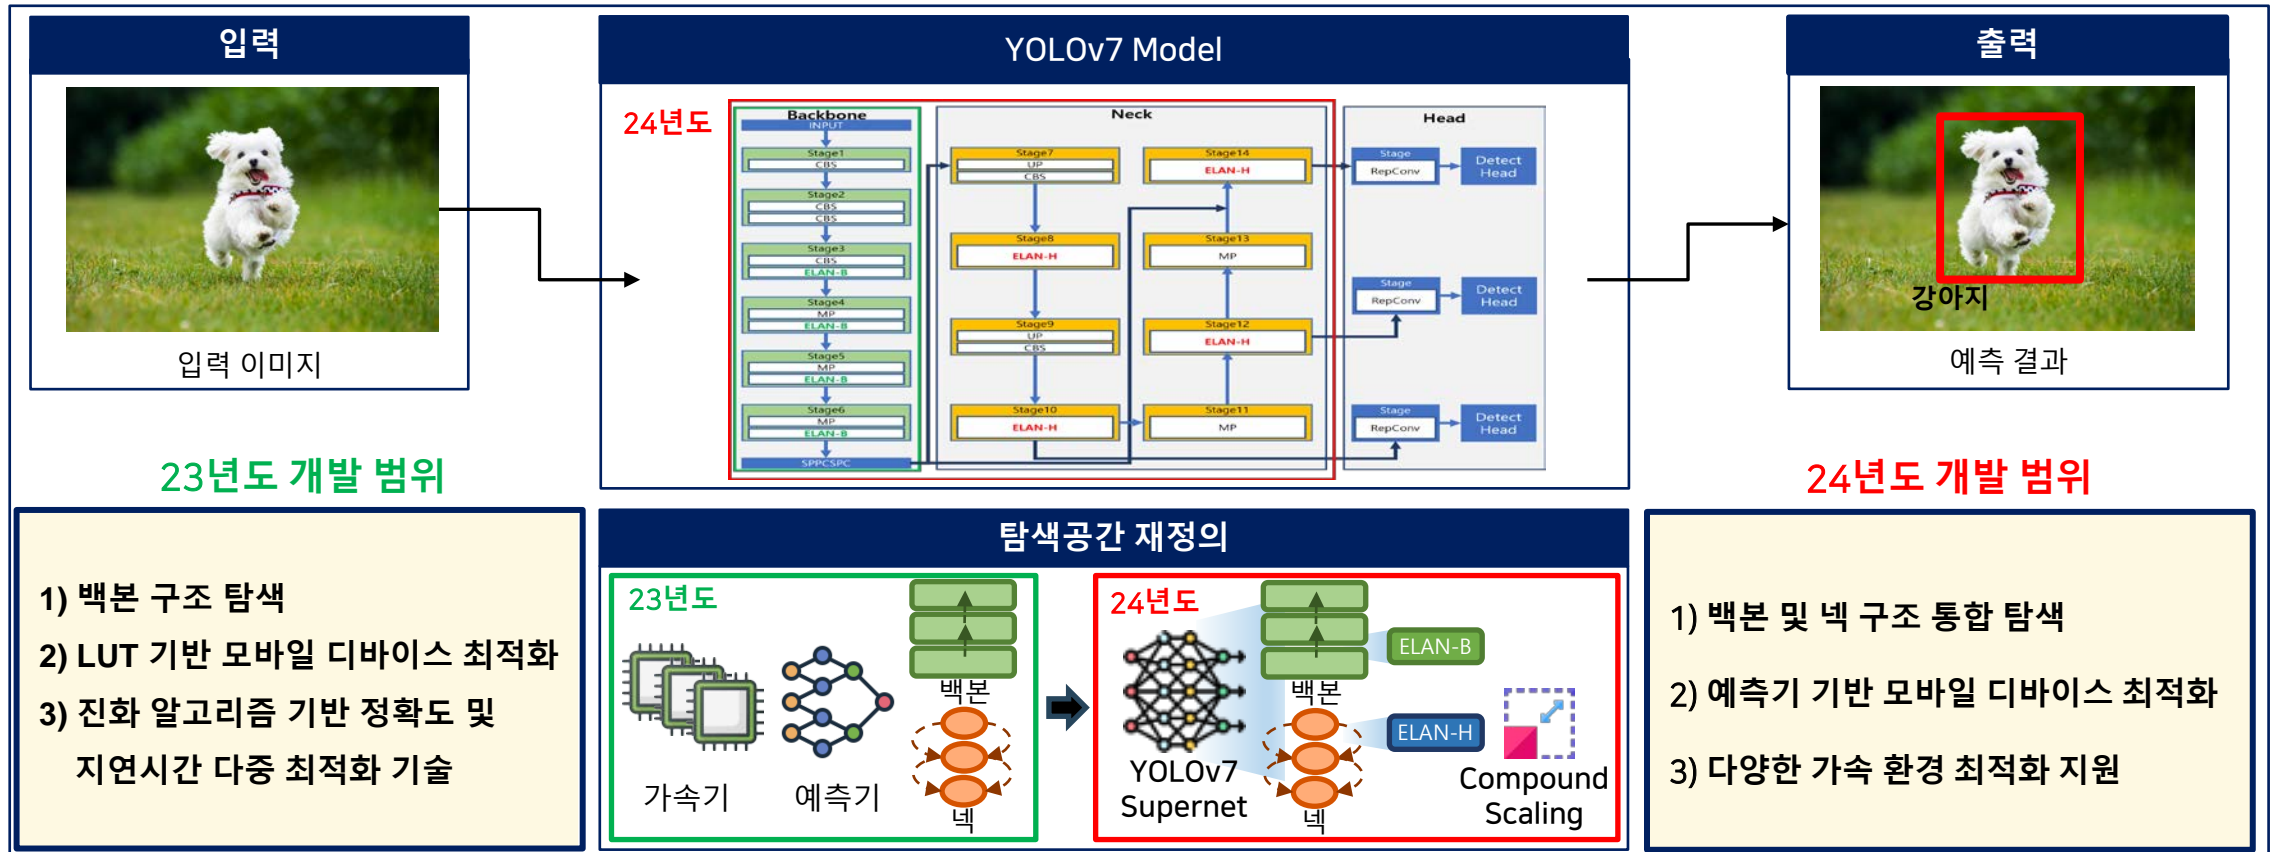 입력
입력 이미지
YOLOv7 Model
24년도
Backbone
INPUT
Stage1
CBS
Stage2
CBS
CBS
Stage3
CBS
ELAN-B
Stage4
MP
ELAN-B
Stage5
MP
ELAN-B
Stage6
MP
ELAN-B
SPPCSPC
Neck
Stage7
UP
CBS
Stage8
ELAN-H
Stage9
UP
CBS
Stage10
ELAN-H
Stage14
ELAN-H
Stage13
MP
Stage12
ELAN-H
Stage11
MP
Head
Stage
RepConv
Detect
Head
Stage
RepConv
Detect
Head
Stage
RepConv
Detect
Head
출력
강아지
예측 결과
23년도 개발 범위
1) 백본 구조 탐색
2) LUT 기반 모바일 디바이스 최적화
3) 진화 알고리즘 기반 정확도 및
지연시간 다중 최적화 기술
탐색공간 재정의
23년도
가속기
예측기
백본
넥
24년도
YOLOv7
Supernet
백본
넥
ELAN-B
ELAN-H
Compound
Scaling
24년도 개발 범위
1) 백본 및 넥 구조 통합 탐색
2) 예측기 기반 모바일 디바이스 최적화
3) 다양한 가속 환경 최적화 지원